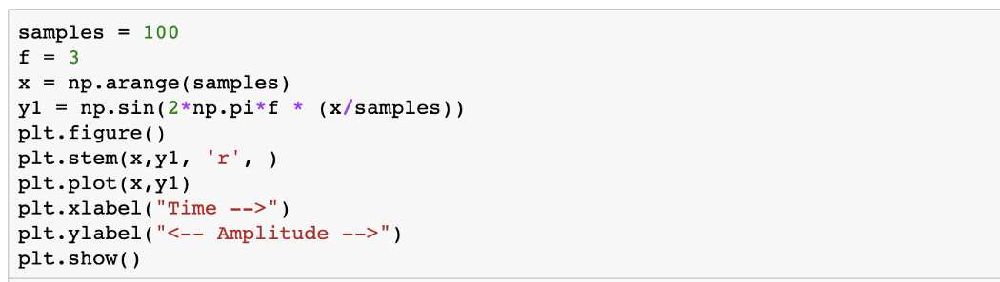 samples = 100
f = 3
x = np.arange(samples)
y1 = np.sin(2*np.pi*f * (x/samples))
plt.figure()
plt.stem(x,y1, 'r', )
plt.plot(x,y1)
plt.xlabel("Time -->")
plt.ylabel("<-- Amplitude -->")
plt.show()